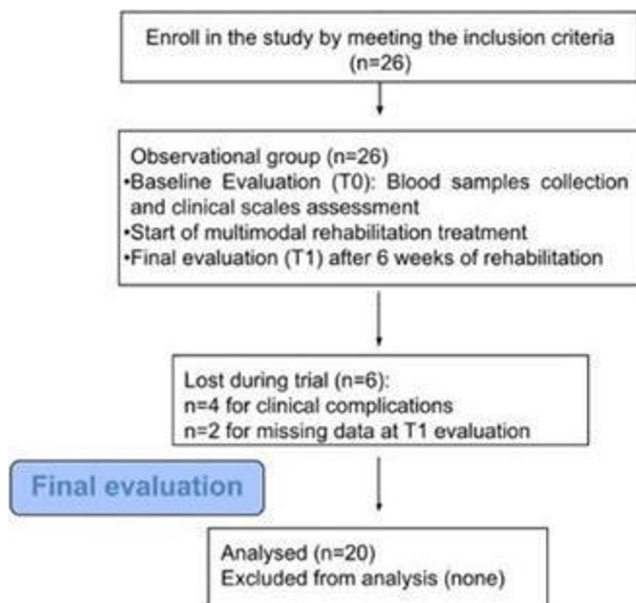 Enroll in the study by meeting the inclusion criteria
(n=26)
Observational group (n=26)
•Baseline Evaluation (T0): Blood samples collection
and clinical scales assessment
•Start of multimodal rehabilitation treatment
•Final evaluation (T1) after 6 weeks of rehabilitation
Lost during trial (n=6):
n=4 for clinical complications
n=2 for missing data at T1 evaluation
Final evaluation
Analysed (n=20)
Excluded from analysis (none)